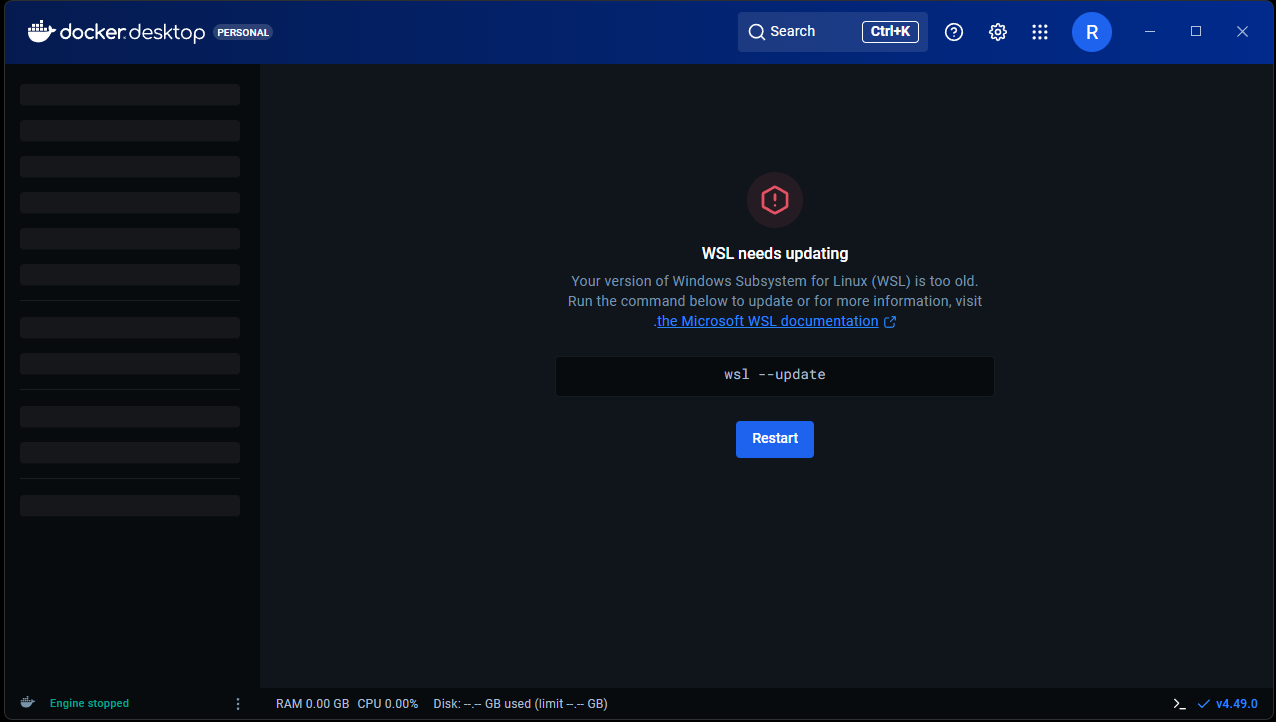 docker desktop PERSONAL
Search Ctrl+K
R
WSL needs updating
Your version of Windows Subsystem for Linux (WSL) is too old.
Run the command below to update or for more information, visit
.the Microsoft WSL documentation
wsl --update
Restart
Engine stopped
RAM 0.00 GB CPU 0.00% Disk: --.-- GB used (limit --.-- GB)
v4.49.0